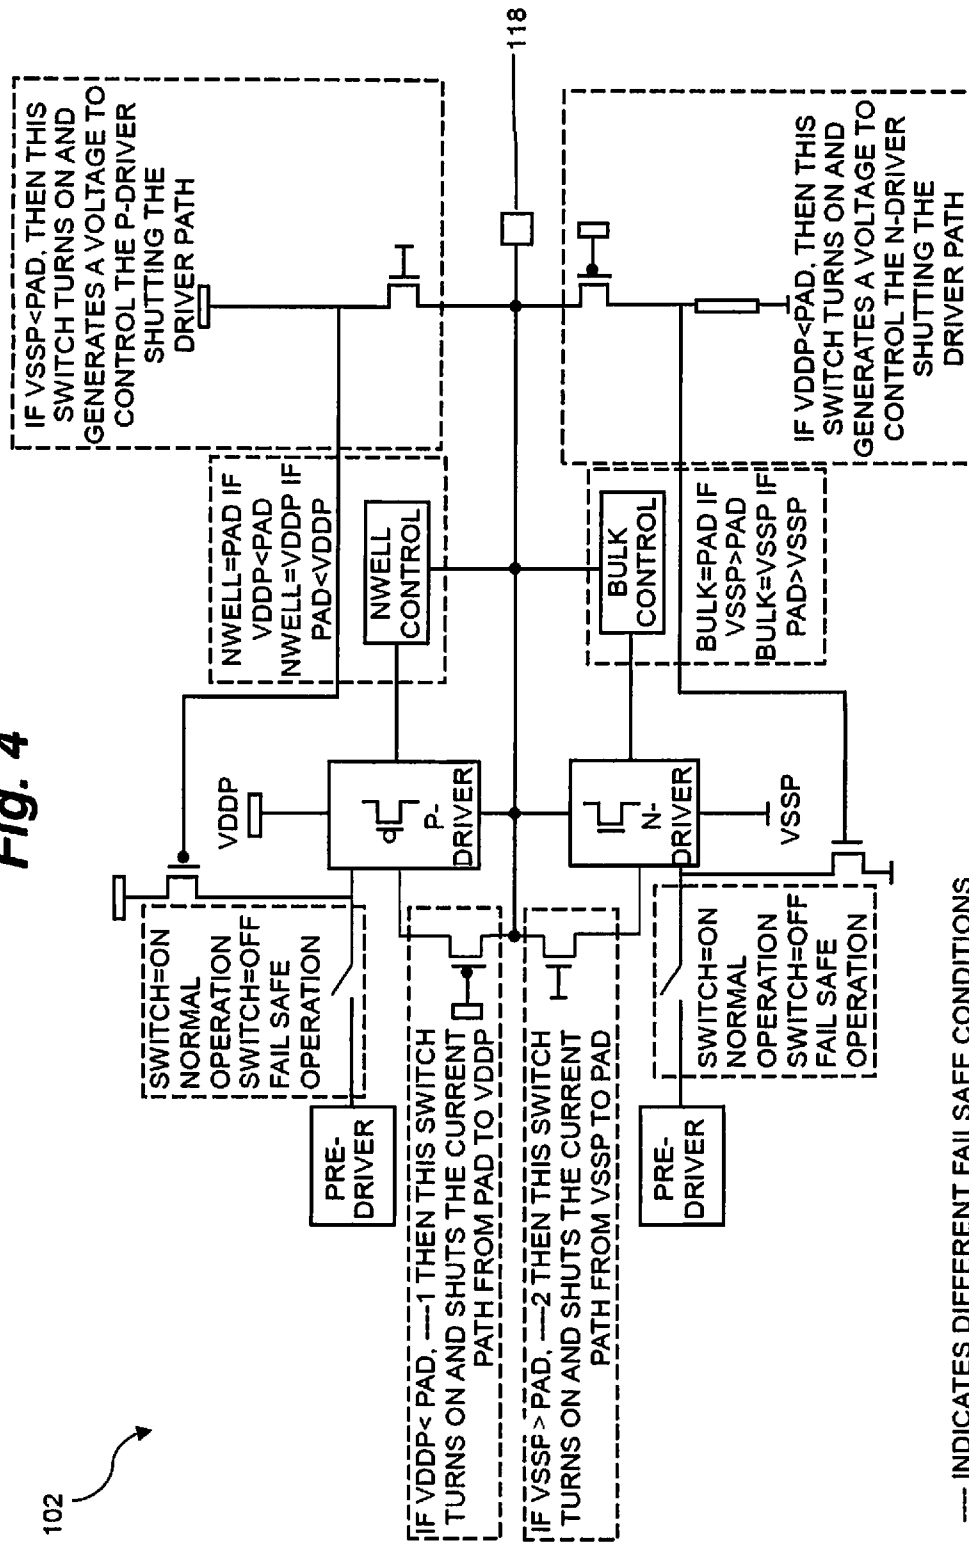 Fig. 4
102
118
IF VSSP<PAD, THEN THIS
SWITCH TURNS ON AND
GENERATES A VOLTAGE TO
CONTROL THE P-DRIVER
SHUTTING THE
DRIVER PATH
NWELL=PAD IF
VDDP<PAD
NWELL=VDDP IF
PAD<VDDP
NWELL
CONTROL
VDDP
P-
DRIVER
SWITCH=ON
NORMAL
OPERATION
SWITCH=OFF
FAIL SAFE
OPERATION
PRE-
DRIVER
IF VDDP< PAD, ----1 THEN THIS SWITCH
TURNS ON AND SHUTS THE CURRENT
PATH FROM PAD TO VDDP
IF VSSP> PAD, ----2 THEN THIS SWITCH
TURNS ON AND SHUTS THE CURRENT
PATH FROM VSSP TO PAD
N-
DRIVER
VSSP
BULK
CONTROL
BULK=PAD IF
VSSP>PAD
BULK=VSSP IF
PAD>VSSP
IF VDDP<PAD, THEN THIS
SWITCH TURNS ON AND
GENERATES A VOLTAGE TO
CONTROL THE N-DRIVER
SHUTTING THE
DRIVER PATH
PRE-
DRIVER
SWITCH=ON
NORMAL
OPERATION
SWITCH=OFF
FAIL SAFE
OPERATION
---- INDICATES DIFFERENT FAILSAFE CONDITIONS